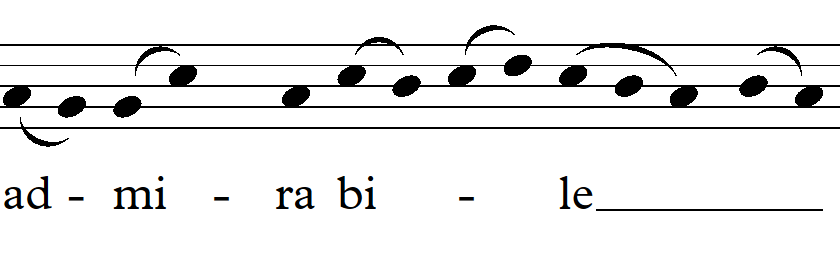 ad - mi - ra bi - le